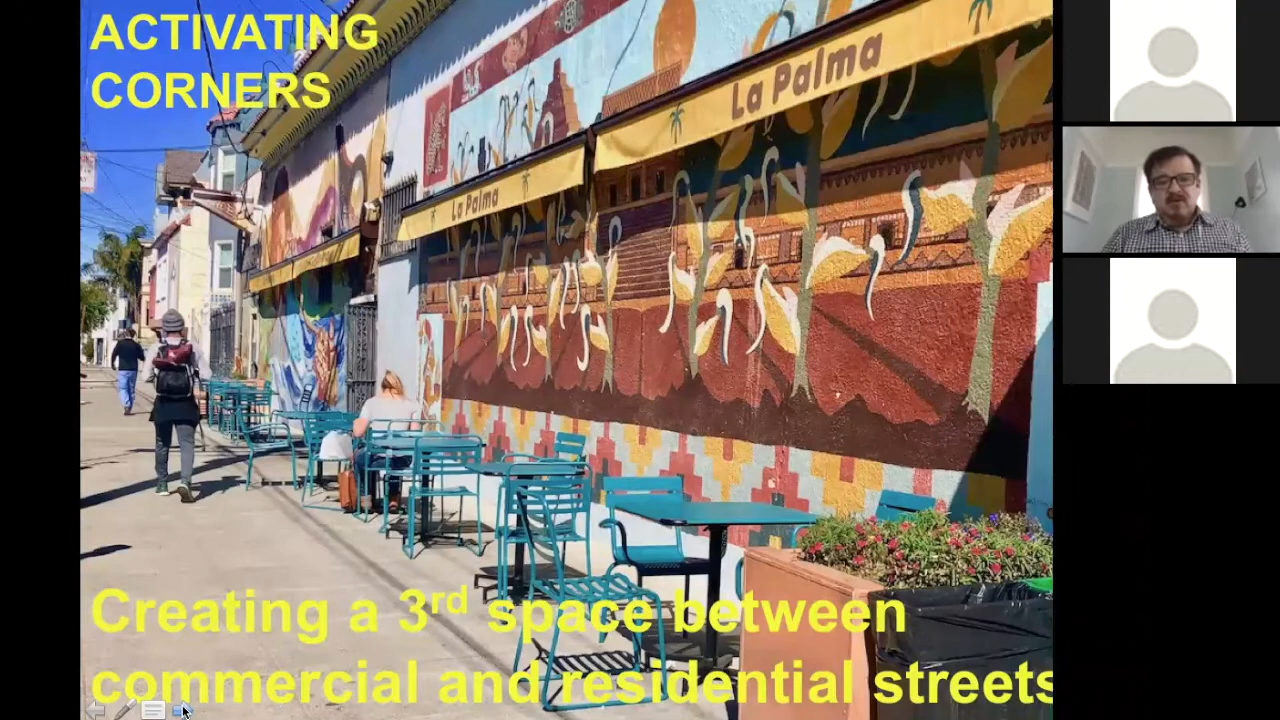 ACTIVATING
CORNERS
La Palma
La Palma
Creating a 3rd space between
commercial and residential streets